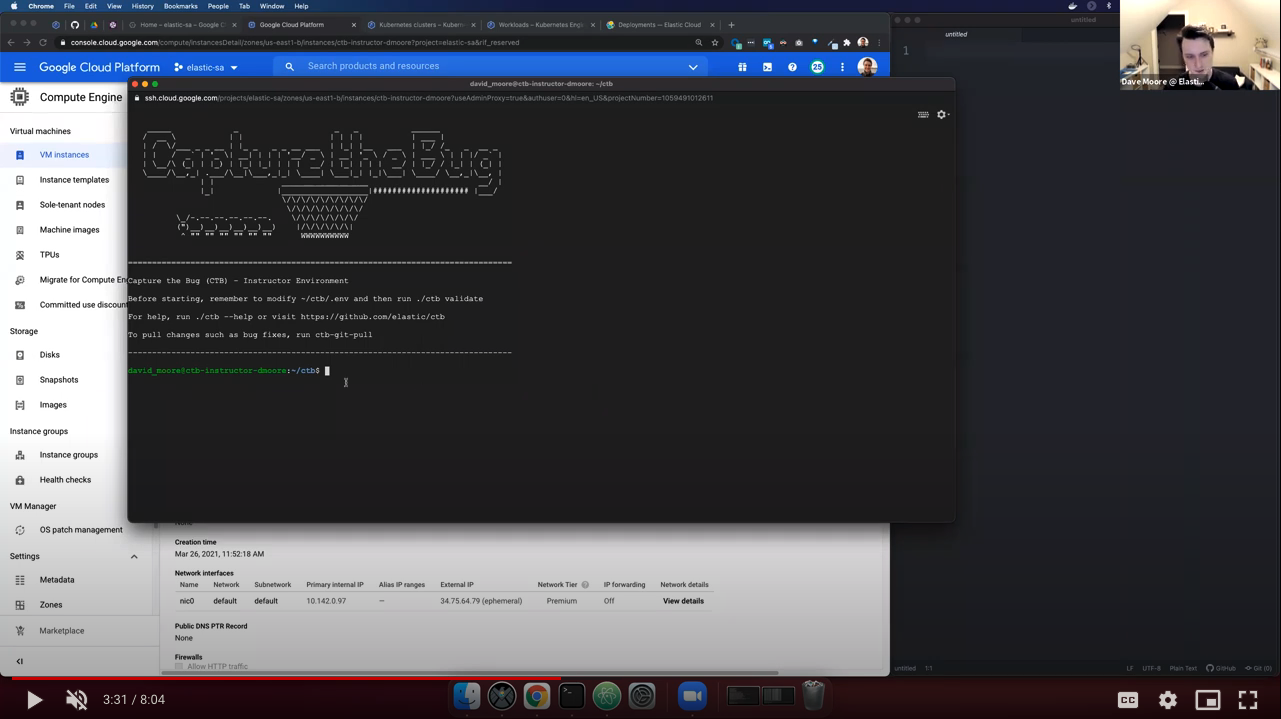 Chrome File Edit View History Bookmarks People Tab Window Help
untitled
Home – elastic-sa – Google C
Google Cloud Platform
Kubernetes clusters – Kubern
Workloads – Kubernetes Engi
Deployments — Elastic Cloud
console.cloud.google.com/compute/instancesDetail/zones/us-east1-b/instances/ctb-instructor-dmoore?project=elastic-sa&rif_reserved
untitled
1
Dave Moore @ Elasti...
Google Cloud Platform
elastic-sa
Search products and resources
25
david_moore@ctb-instructor-dmoore: ~/ctb
ssh.cloud.google.com/projects/elastic-sa/zones/us-east1-b/instances/ctb-instructor-dmoore?useAdminProxy=true&authuser=0&hl=en_US&projectNumber=1059491012611
Compute Engine
Virtual machines
VM instances
Instance templates
Sole-tenant nodes
Machine images
TPUs
Migrate for Compute En
Committed use discount
Storage
Disks
Snapshots
Images
Instance groups
Instance groups
Health checks
VM Manager
OS patch management
Settings
Metadata
Zones
Marketplace
Capture the Bug
Capture the Bug (CTB) - Instructor Environment
Before starting, remember to modify ~/ctb/.env and then run ./ctb validate
For help, run ./ctb --help or visit https://github.com/elastic/ctb
To pull changes such as bug fixes, run ctb-git-pull
david_moore@ctb-instructor-dmoore:~/ctb$
None
Creation time
Mar 26, 2021, 11:52:18 AM
Network interfaces
Name Network Subnetwork Primary internal IP Alias IP ranges External IP Network Tier IP forwarding Network details
nic0 default default 10.142.0.97 — 34.75.64.79 (ephemeral) Premium Off View details
Public DNS PTR Record
None
Firewalls
Allow HTTP traffic
untitled 1:1
LF UTF-8 Plain Text GitHub Git (0)
3:31 / 8:04
CC